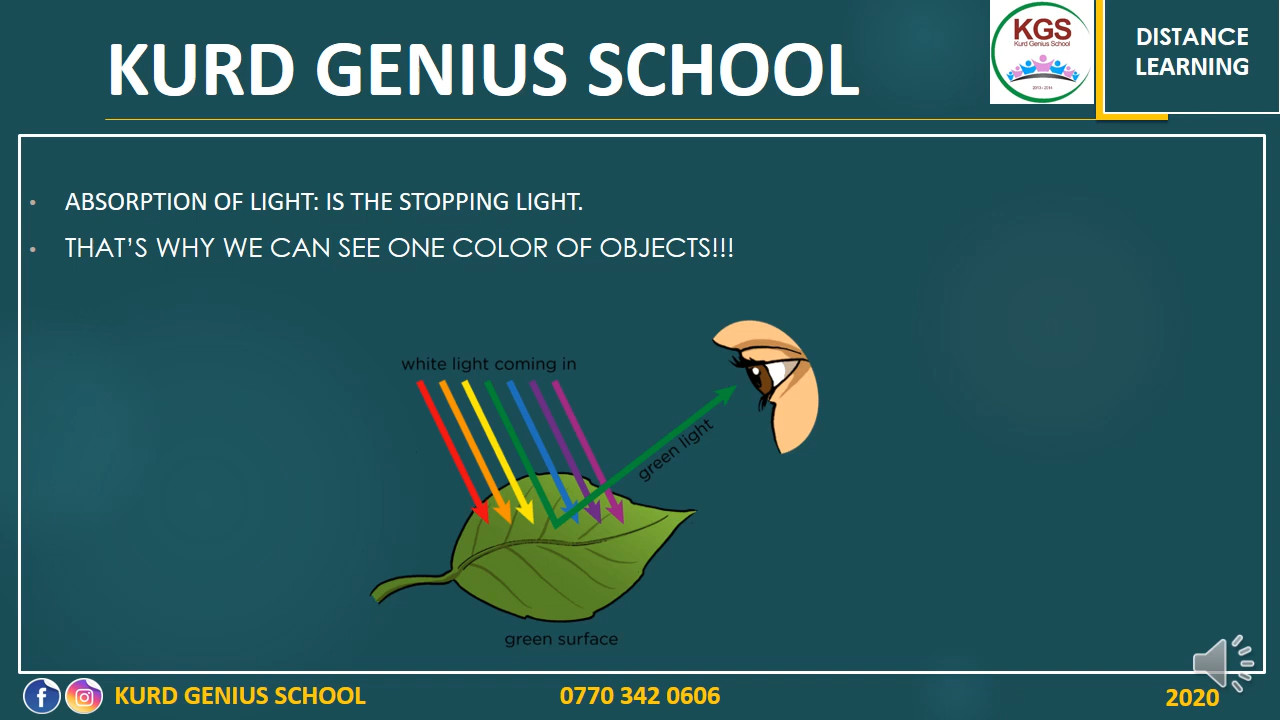 KURD GENIUS SCHOOL
KGS
Kurd Genius School
DISTANCE
LEARNING
• ABSORPTION OF LIGHT: IS THE STOPPING LIGHT.
• THAT’S WHY WE CAN SEE ONE COLOR OF OBJECTS!!!
white light coming in
green light
green surface
KURD GENIUS SCHOOL
0770 342 0606
2020